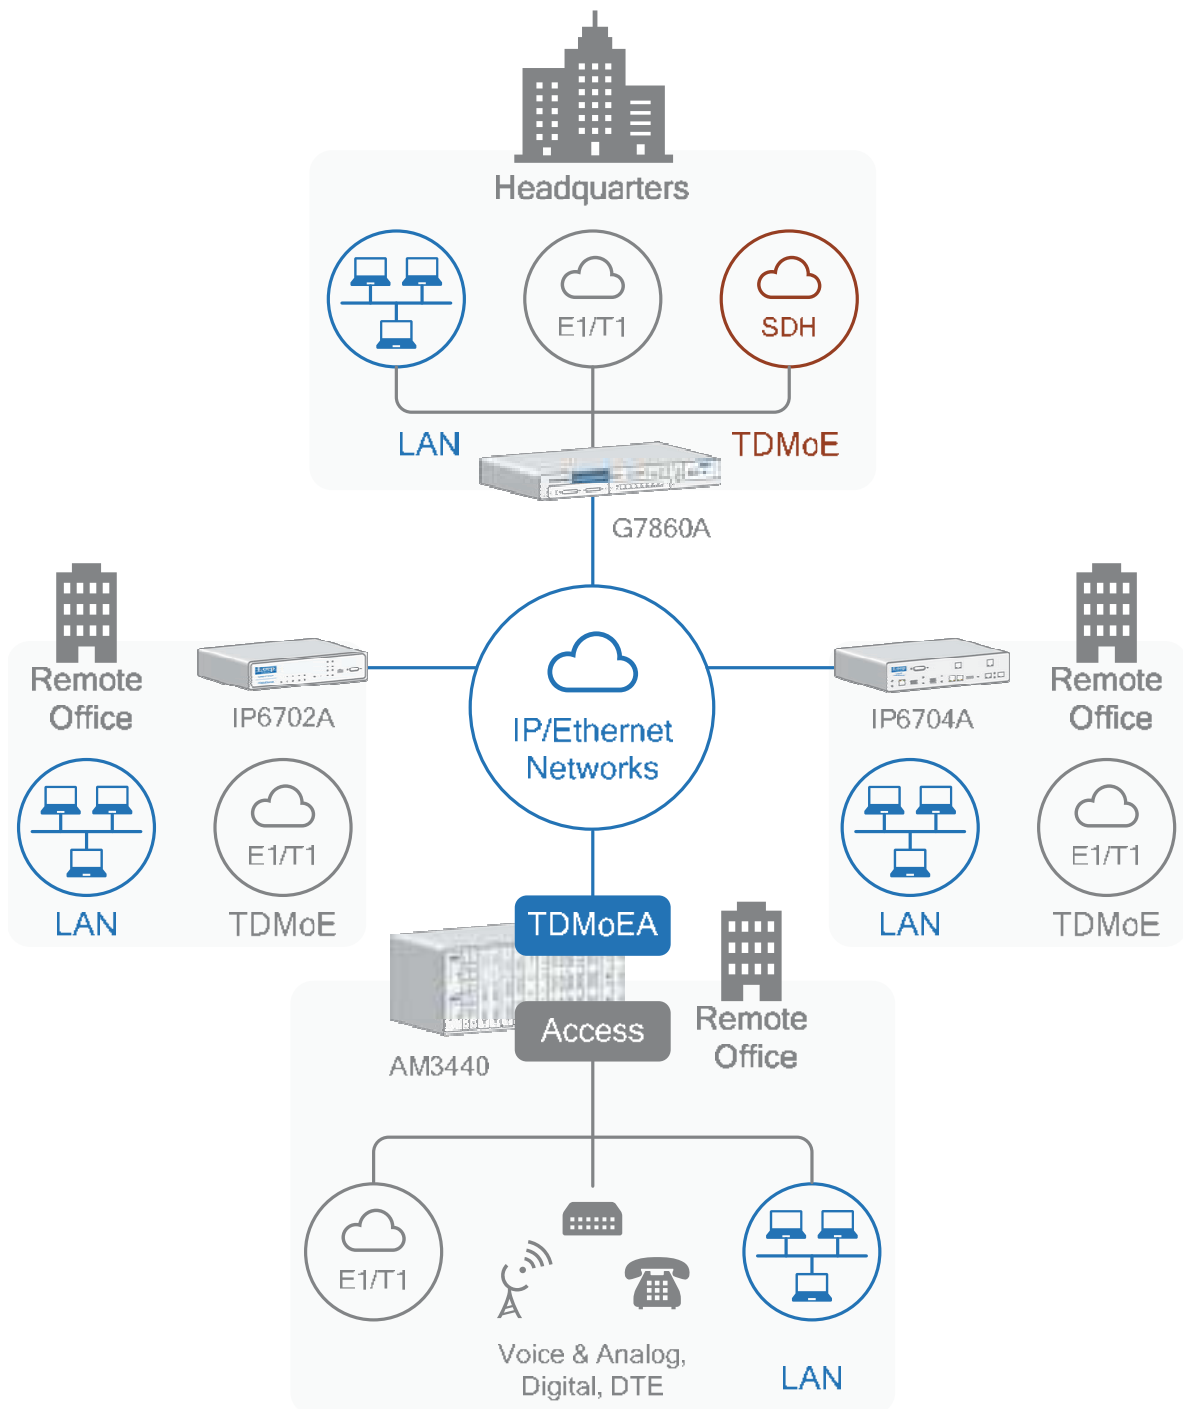 Headquarters
E1/T1
SDH
LAN
TDMoE
G7860A
Remote
Office
IP6702A
IP/Ethernet
Networks
IP6704A
Remote
Office
E1/T1
LAN
TDMoE
E1/T1
LAN
TDMoE
TDMoEA
Access
AM3440
Remote
Office
E1/T1
Voice & Analog,
Digital, DTE
LAN